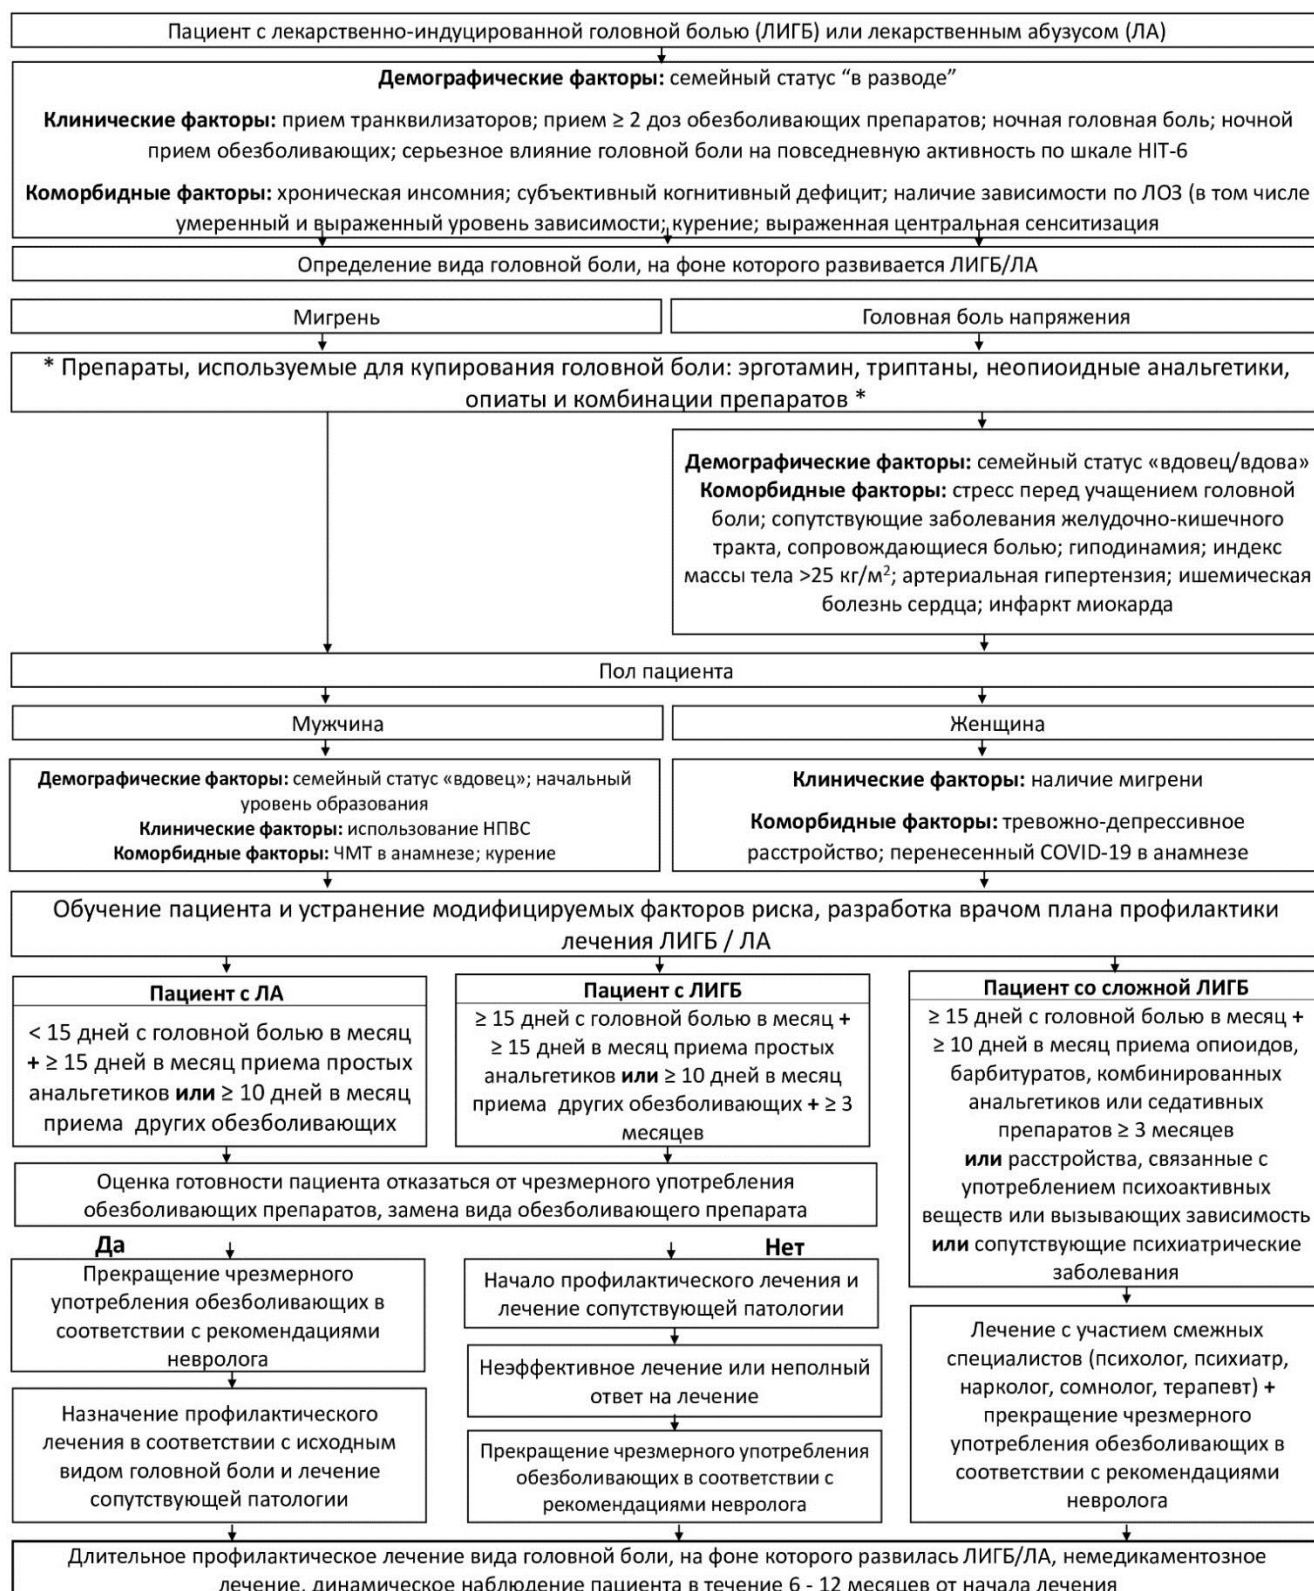 Пациент с лекарственно-индуцированной головной болью (ЛИГБ) или лекарственным абузусом (ЛА)
Демографические факторы: семейный статус “в разводе”
Клинические факторы: прием транквилизаторов; прием ≥ 2 доз обезболивающих препаратов; ночная головная боль; ночной
прием обезболивающих; серьезное влияние головной боли на повседневную активность по шкале HIT-6
Коморбидные факторы: хроническая инсомния; субъективный когнитивный дефицит; наличие зависимости по ЛОЗ (в том числе
умеренный и выраженный уровень зависимости; курение; выраженная центральная сенситизация
Определение вида головной боли, на фоне которого развивается ЛИГБ/ЛА
Мигрень
Головная боль напряжения
* Препараты, используемые для купирования головной боли: эрготамин, триптаны, неопиоидные анальгетики,
опиаты и комбинации препаратов *
Демографические факторы: семейный статус «вдовец/вдова»
Коморбидные факторы: стресс перед учащением головной
боли; сопутствующие заболевания желудочно-кишечного
тракта, сопровождающиеся болью; гиподинамия; индекс
массы тела >25 кг/м²; артериальная гипертензия; ишемическая
болезнь сердца; инфаркт миокарда
Пол пациента
Мужчина
Женщина
Демографические факторы: семейный статус «вдовец»; начальный
уровень образования
Клинические факторы: использование НПВС
Коморбидные факторы: ЧМТ в анамнезе; курение
Клинические факторы: наличие мигрени
Коморбидные факторы: тревожно-депрессивное
расстройство; перенесенный COVID-19 в анамнезе
Обучение пациента и устранение модифицируемых факторов риска, разработка врачом плана профилактики
лечения ЛИГБ / ЛА
Пациент с ЛА
< 15 дней с головной болью в месяц
+ ≥ 15 дней в месяц приема простых
анальгетиков или ≥ 10 дней в месяц
приема других обезболивающих
Пациент с ЛИГБ
≥ 15 дней с головной болью в месяц +
≥ 15 дней в месяц приема простых
анальгетиков или ≥ 10 дней в месяц
приема других обезболивающих + ≥ 3
месяцев
Пациент со сложной ЛИГБ
≥ 15 дней с головной болью в месяц +
≥ 10 дней в месяц приема опиоидов,
барбитуратов, комбинированных
анальгетиков или седативных
препаратов ≥ 3 месяцев
или расстройства, связанные с
употреблением психоактивных
веществ или вызывающих зависимость
или сопутствующие психиатрические
заболевания
Оценка готовности пациента отказаться от чрезмерного употребления
обезболивающих препаратов, замена вида обезболивающего препарата
Да
Нет
Прекращение чрезмерного
употребления обезболивающих в
соответствии с рекомендациями
невролога
Назначение профилактического
лечения в соответствии с исходным
видом головной боли и лечение
сопутствующей патологии
Начало профилактического лечения и
лечение сопутствующей патологии
Неэффективное лечение или неполный
ответ на лечение
Прекращение чрезмерного употребления
обезболивающих в соответствии с
рекомендациями невролога
Лечение с участием смежных
специалистов (психолог, психиатр,
нарколог, сомнолог, терапевт) +
прекращение чрезмерного
употребления обезболивающих в
соответствии с рекомендациями
невролога
Длительное профилактическое лечение вида головной боли, на фоне которого развилась ЛИГБ/ЛА, немедикаментозное
лечение, динамическое наблюдение пациента в течение 6 - 12 месяцев от начала лечения